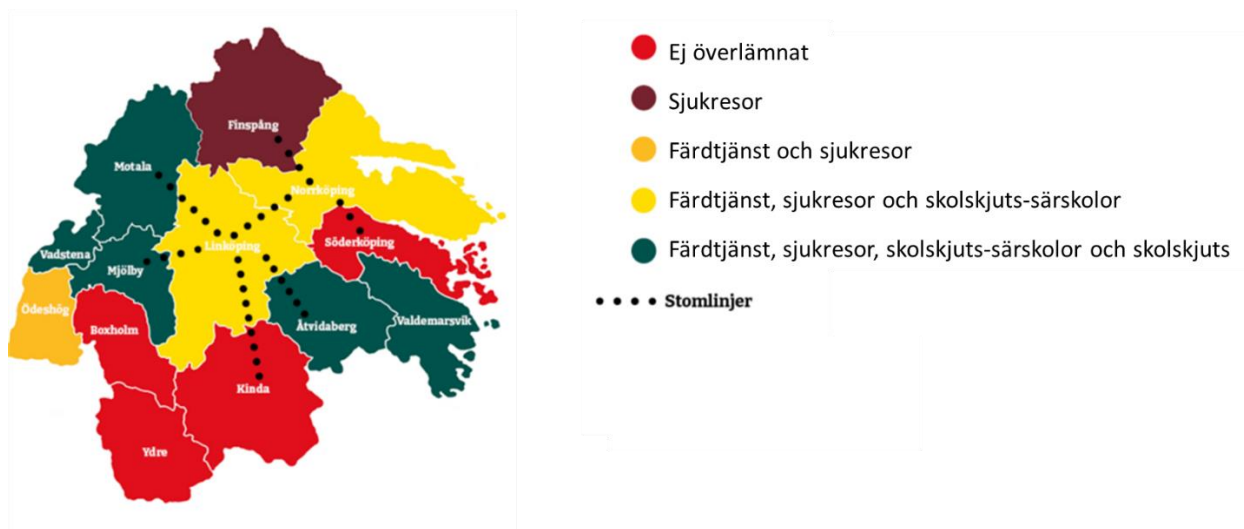 Finspång
Motala
Norrköping
Linköping
Söderköping
Vadstena
Mjölby
Ödeshög
Boxholm
Åtvidaberg
Valdemarsvik
Kinda
Ydre
Ej överlämnat
Sjukresor
Färdtjänst och sjukresor
Färdtjänst, sjukresor och skolskjuts-särskolor
Färdtjänst, sjukresor, skolskjuts-särskolor och skolskjuts
Stomlinjer